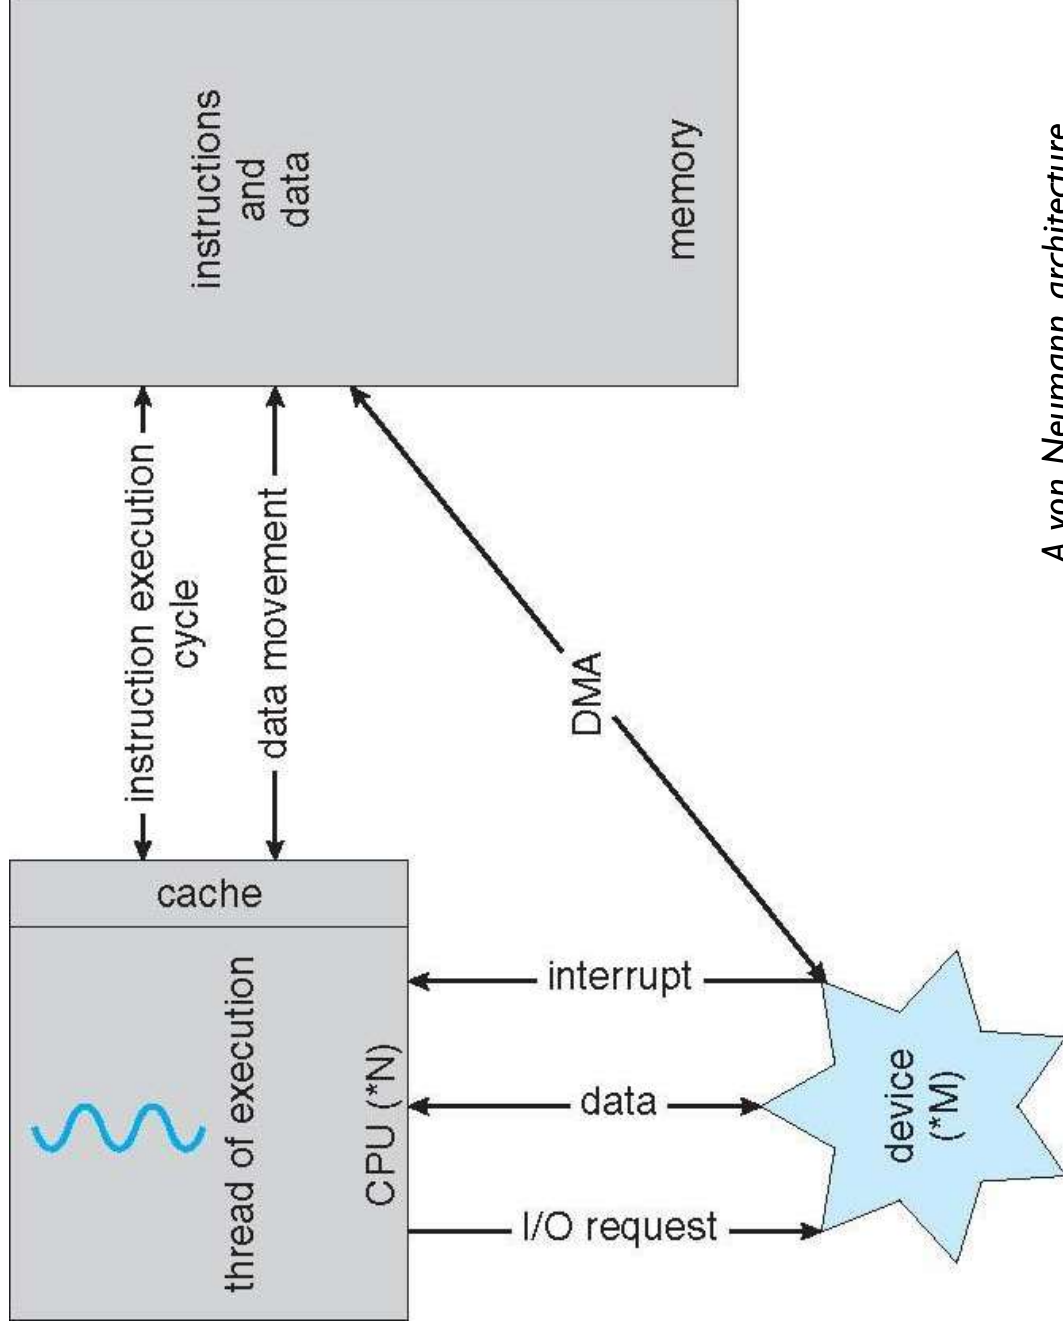 thread of execution
CPU (*N)
cache
instruction execution
cycle
data movement
instructions
and
data
memory
DMA
I/O request
data
interrupt
device
(*M)
A von Neumann architecture